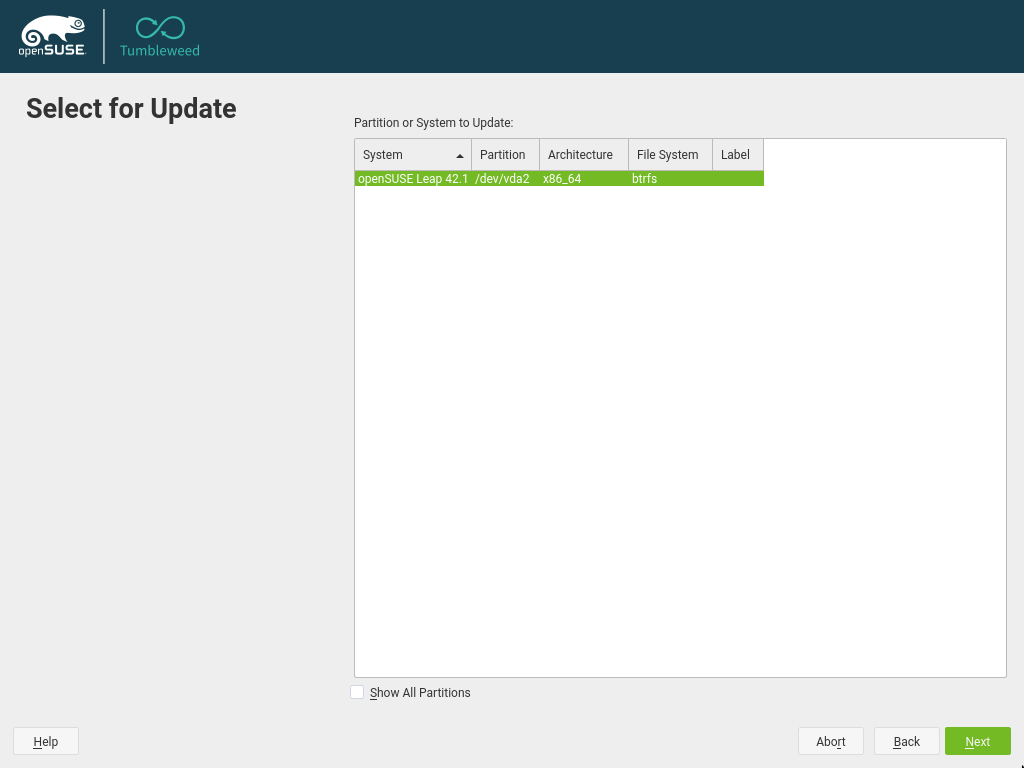 openSUSE
Tumbleweed
Select for Update
Partition or System to Update:
System Partition Architecture File System Label
openSUSE Leap 42.1 /dev/vda2 x86_64 btrfs
Show All Partitions
Help Abort Back Next